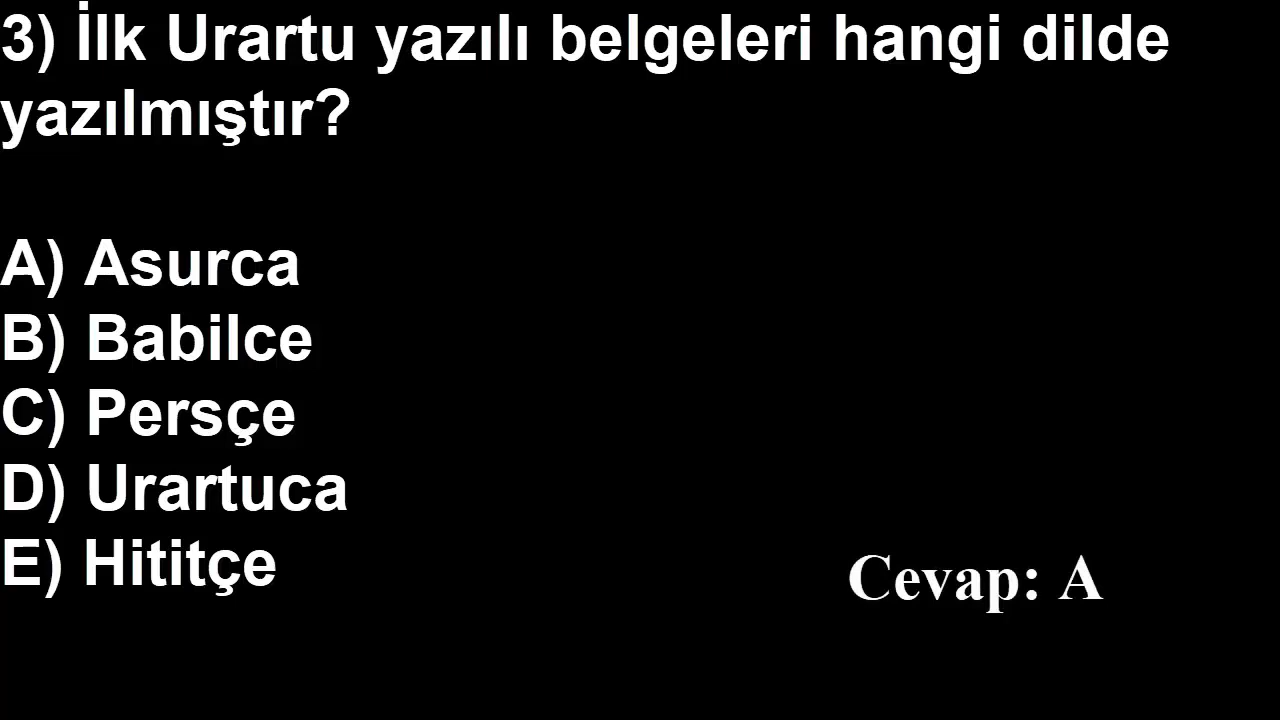 3) İlk Urartu yazılı belgeleri hangi dilde
yazılmıştır?
A) Asurca
B) Babilce
C) Persçe
D) Urartuca
E) Hititçe
Cevap: A